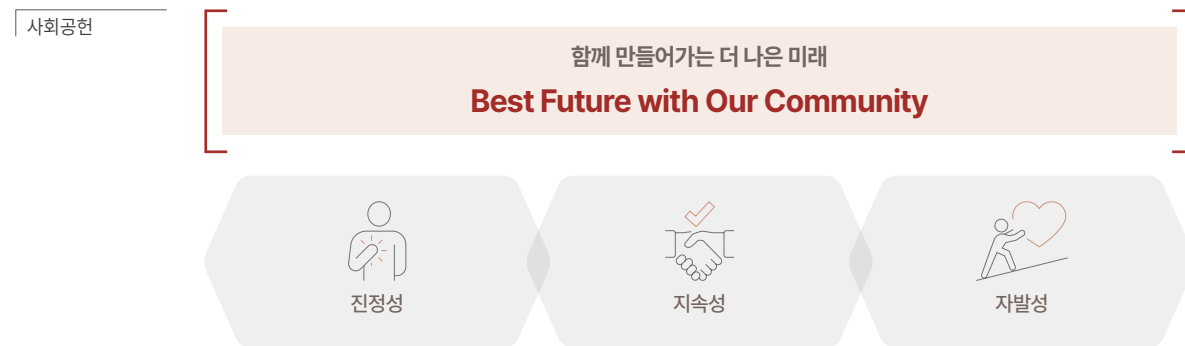 사회공헌
함께 만들어가는 더 나은 미래
Best Future with Our Community
진정성
지속성
자발성